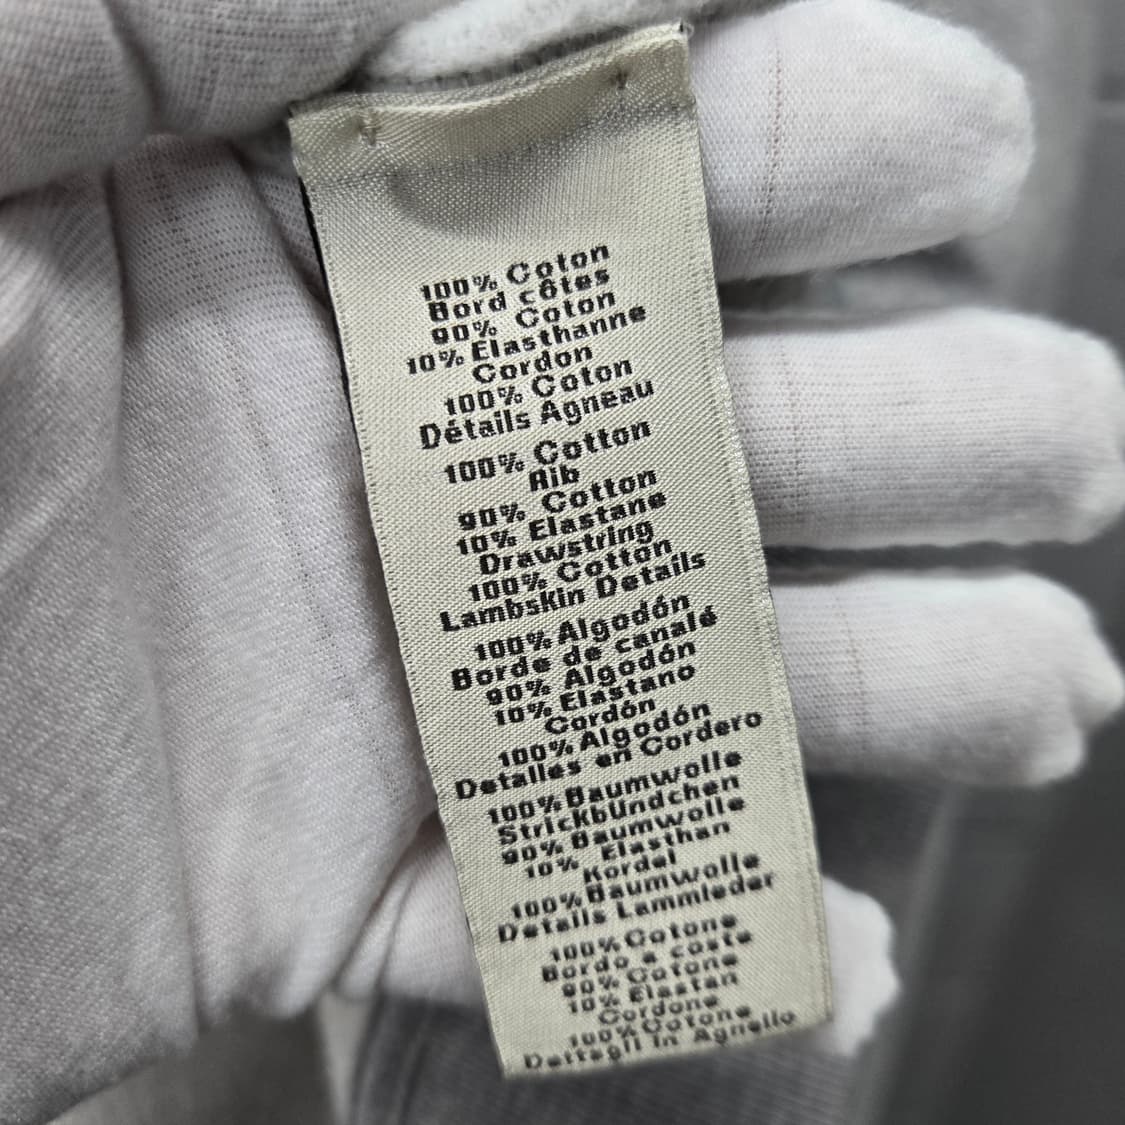 100% Coton
Bord côtes
90% Coton
10% Elasthanne
Cordon
100% Coton
Détails Agneau
100% Cotton
Rib
90% Cotton
10% Elastane
Drawstring
100% Cotton
Lambskin Details
100% Algodón
Borde de canalé
90% Algodón
10% Elastano
Cordón
100% Algodón
Detalles en Cordero
100% Baumwolle
Strickbündchen
90% Baumwolle
10% Elasthan
Kordel
100% Baumwolle
Details Lammleder
100% Cotone
Bordo a coste
90% Cotone
10% Elastan
Cordone
100% Cotone
Dettagli in Agnello